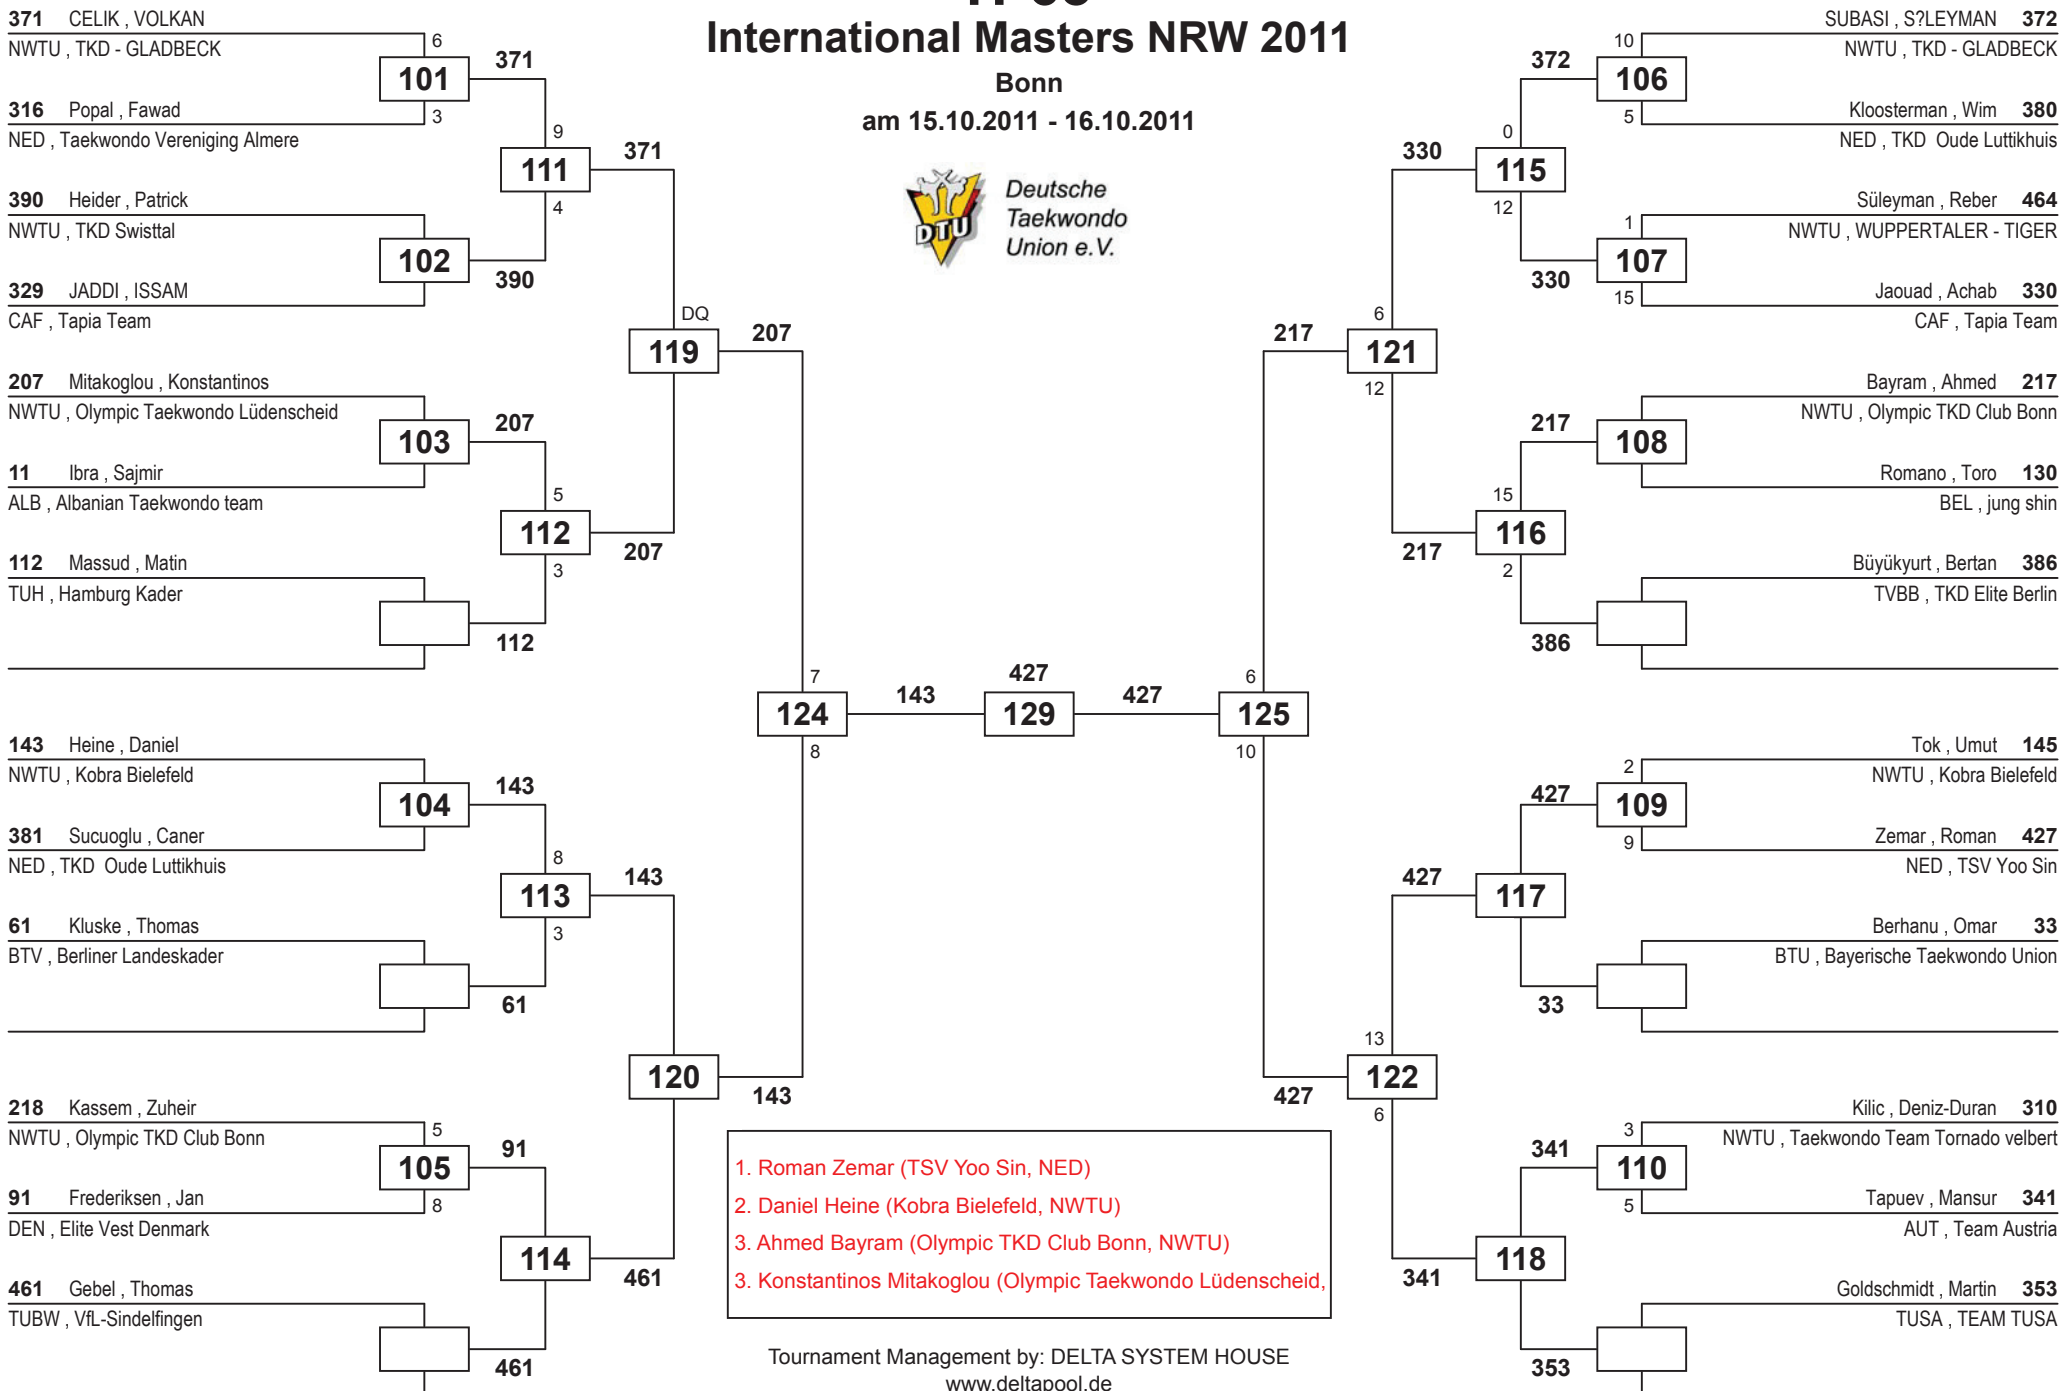 International Masters NRW 2011
Bonn
am 15.10.2011 - 16.10.2011
DTU
Deutsche
Taekwondo
Union e.V.
371 CELIK , VOLKAN
NWTU , TKD - GLADBECK
6
101
371
3
316 Popal , Fawad
NED , Taekwondo Vereniging Almere
9
111
371
4
390 Heider , Patrick
NWTU , TKD Swisttal
102
390
329 JADDI , ISSAM
CAF , Tapia Team
DQ
119
207
207 Mitakoglou , Konstantinos
NWTU , Olympic Taekwondo Lüdenscheid
103
207
11 Ibra , Sajmir
ALB , Albanian Taekwondo team
5
112
207
3
112 Massud , Matin
TUH , Hamburg Kader
112
7
124
143
8
143 Heine , Daniel
NWTU , Kobra Bielefeld
104
143
381 Sucuoglu , Caner
NED , TKD Oude Luttikhuis
8
113
143
3
61 Kluske , Thomas
BTV , Berliner Landeskader
61
120
143
218 Kassem , Zuheir
NWTU , Olympic TKD Club Bonn
5
105
91
8
91 Frederiksen , Jan
DEN , Elite Vest Denmark
114
461
461 Gebel , Thomas
TUBW , VfL-Sindelfingen
461
427
129
SUBASI , S?LEYMAN 372
NWTU , TKD - GLADBECK
10
372
106
5
Kloosterman , Wim 380
NED , TKD Oude Luttikhuis
0
330
115
12
Süleyman , Reber 464
NWTU , WUPPERTALER - TIGER
1
107
330
15
Jaouad , Achab 330
CAF , Tapia Team
6
217
121
12
Bayram , Ahmed 217
NWTU , Olympic TKD Club Bonn
217
108
Romano , Toro 130
BEL , jung shin
15
116
217
2
Büyükyurt , Bertan 386
TVBB , TKD Elite Berlin
386
6
427
125
10
Tok , Umut 145
NWTU , Kobra Bielefeld
2
427
109
9
Zemar , Roman 427
NED , TSV Yoo Sin
427
117
Berhanu , Omar 33
BTU , Bayerische Taekwondo Union
33
13
122
427
6
Kilic , Deniz-Duran 310
NWTU , Taekwondo Team Tornado velbert
3
341
110
5
Tapuev , Mansur 341
AUT , Team Austria
118
341
Goldschmidt , Martin 353
TUSA , TEAM TUSA
353
1. Roman Zemar (TSV Yoo Sin, NED)
2. Daniel Heine (Kobra Bielefeld, NWTU)
3. Ahmed Bayram (Olympic TKD Club Bonn, NWTU)
3. Konstantinos Mitakoglou (Olympic Taekwondo Lüdenscheid,
Tournament Management by: DELTA SYSTEM HOUSE
www.deltapool.de